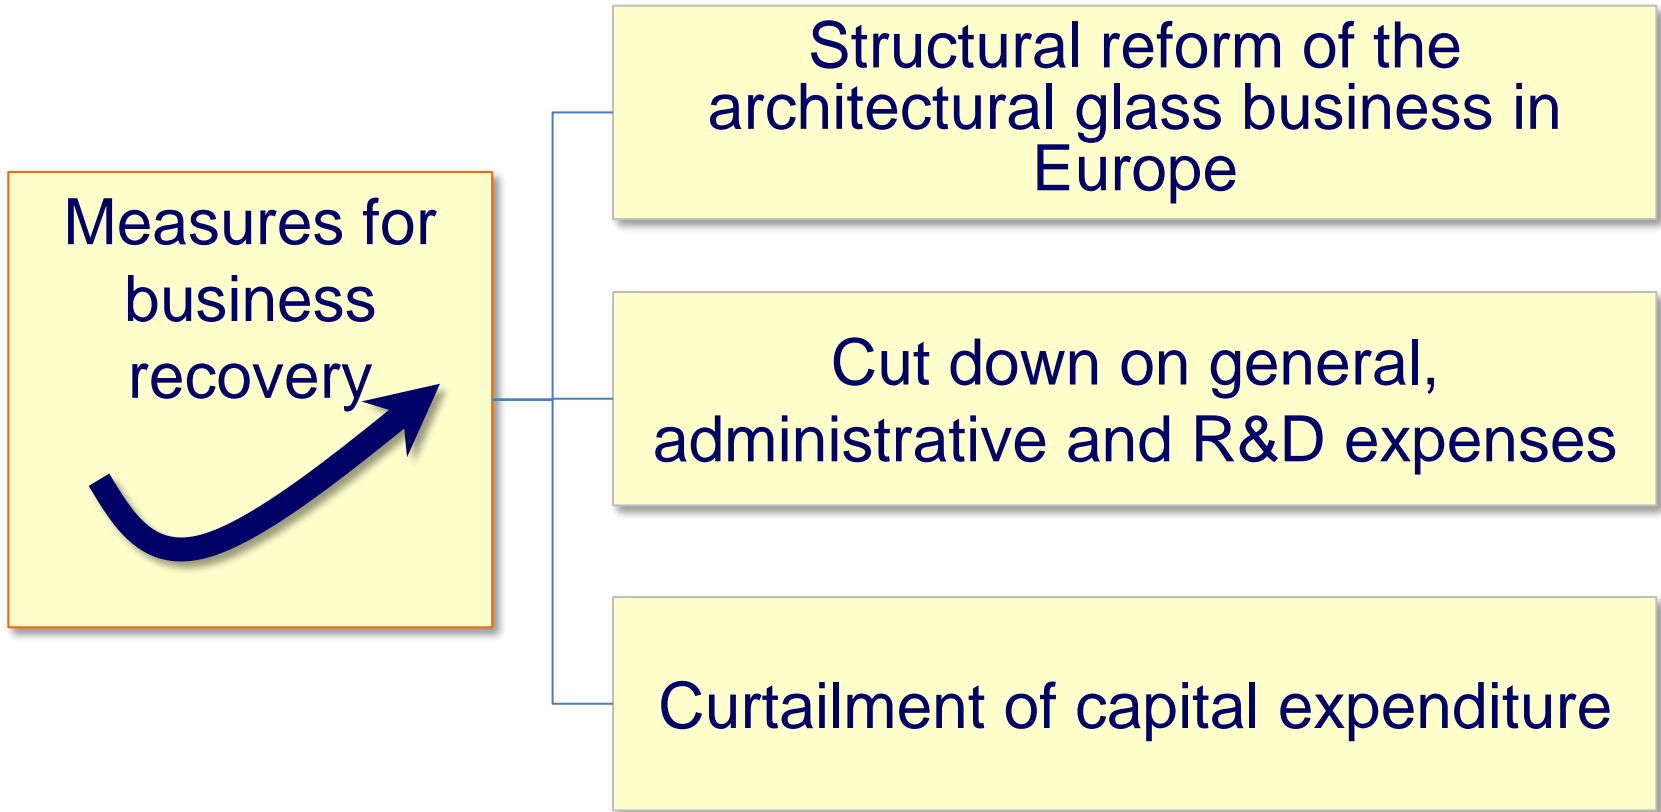 Measures for
business
recovery
Structural reform of the
architectural glass business in
Europe
Cut down on general,
administrative and R&D expenses
Curtailment of capital expenditure